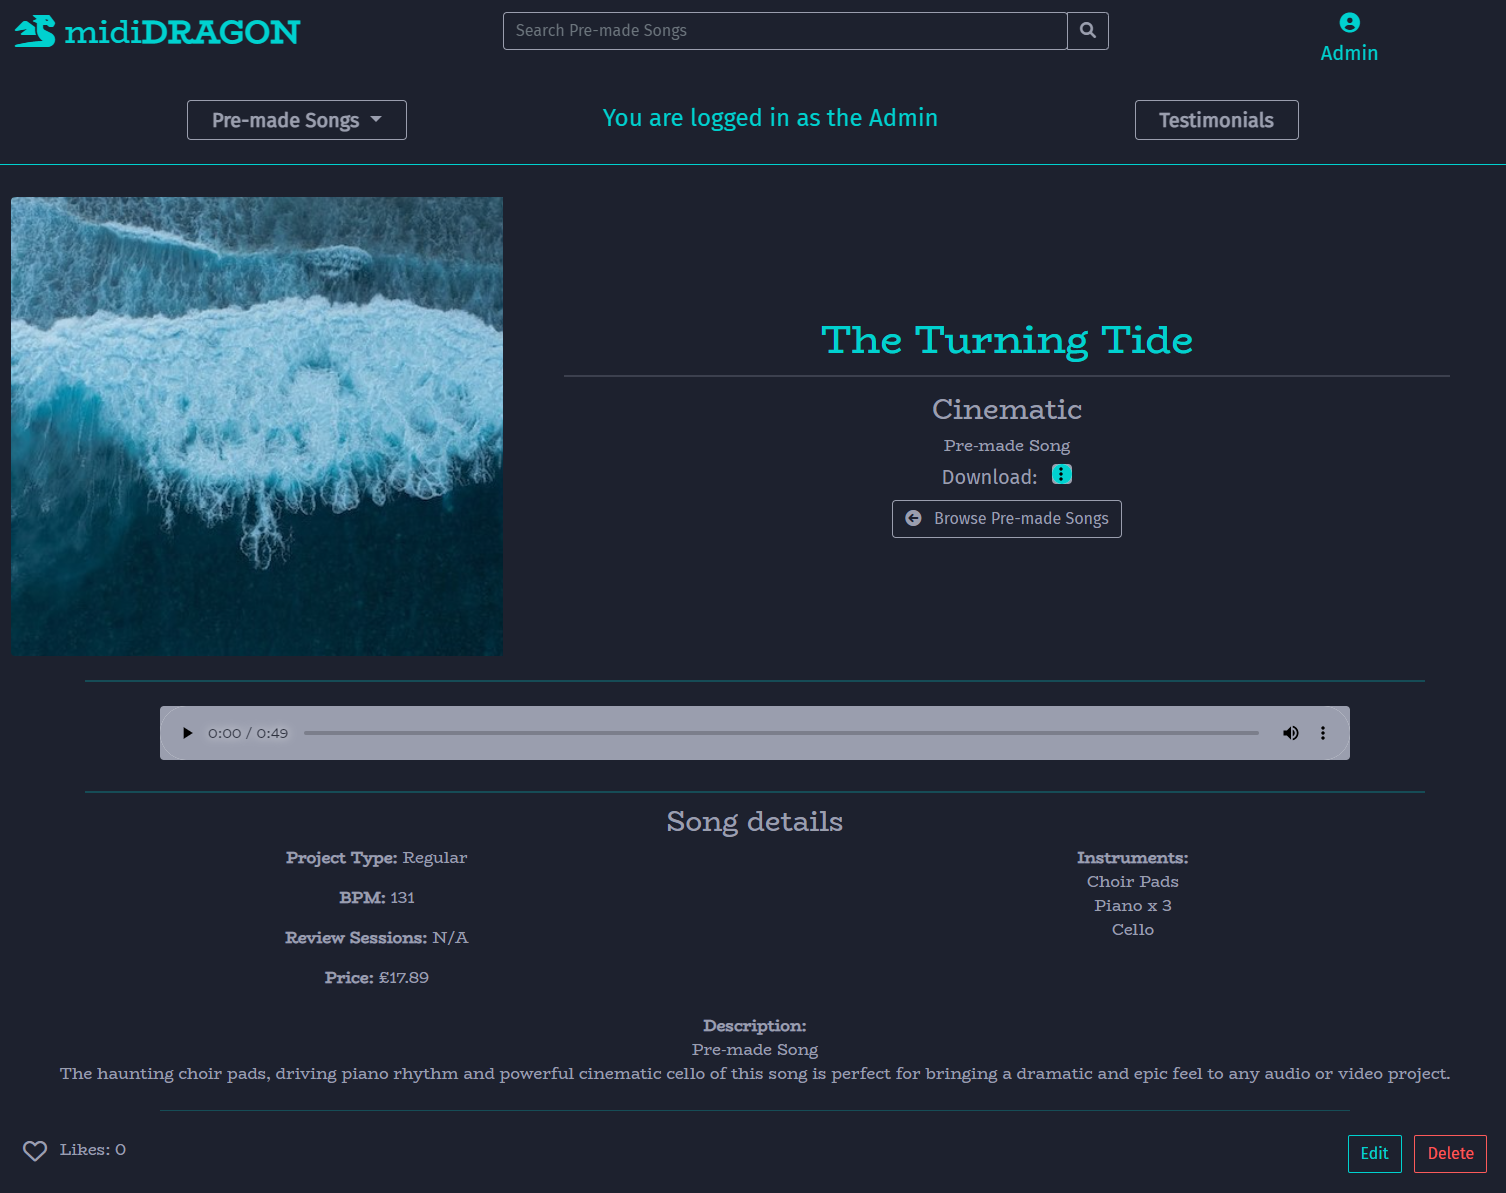 midiDRAGON
Search Pre-made Songs
Admin
Pre-made Songs
You are logged in as the Admin
Testimonials
The Turning Tide
Cinematic
Pre-made Song
Download:
Browse Pre-made Songs
0:00 / 0:49
Song details
Project Type: Regular
BPM: 131
Review Sessions: N/A
Price: £17.89
Instruments:
Choir Pads
Piano x 3
Cello
Description:
Pre-made Song
The haunting choir pads, driving piano rhythm and powerful cinematic cello of this song is perfect for bringing a dramatic and epic feel to any audio or video project.
Likes: 0
Edit
Delete